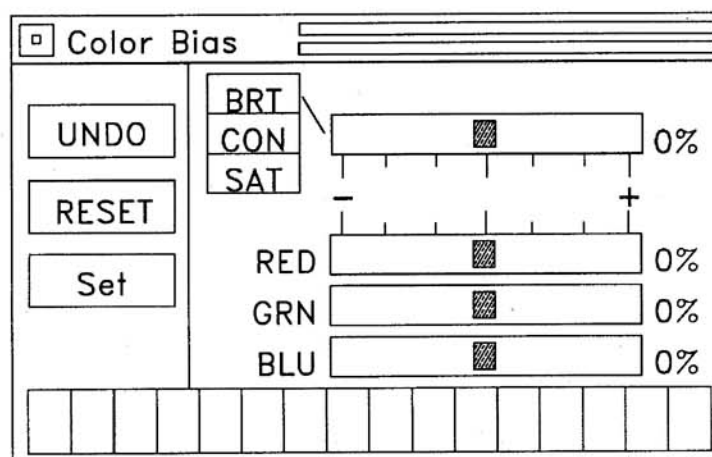 Color Bias
UNDO
RESET
Set
BRT
CON
SAT
0%
− +
RED 0%
GRN 0%
BLU 0%